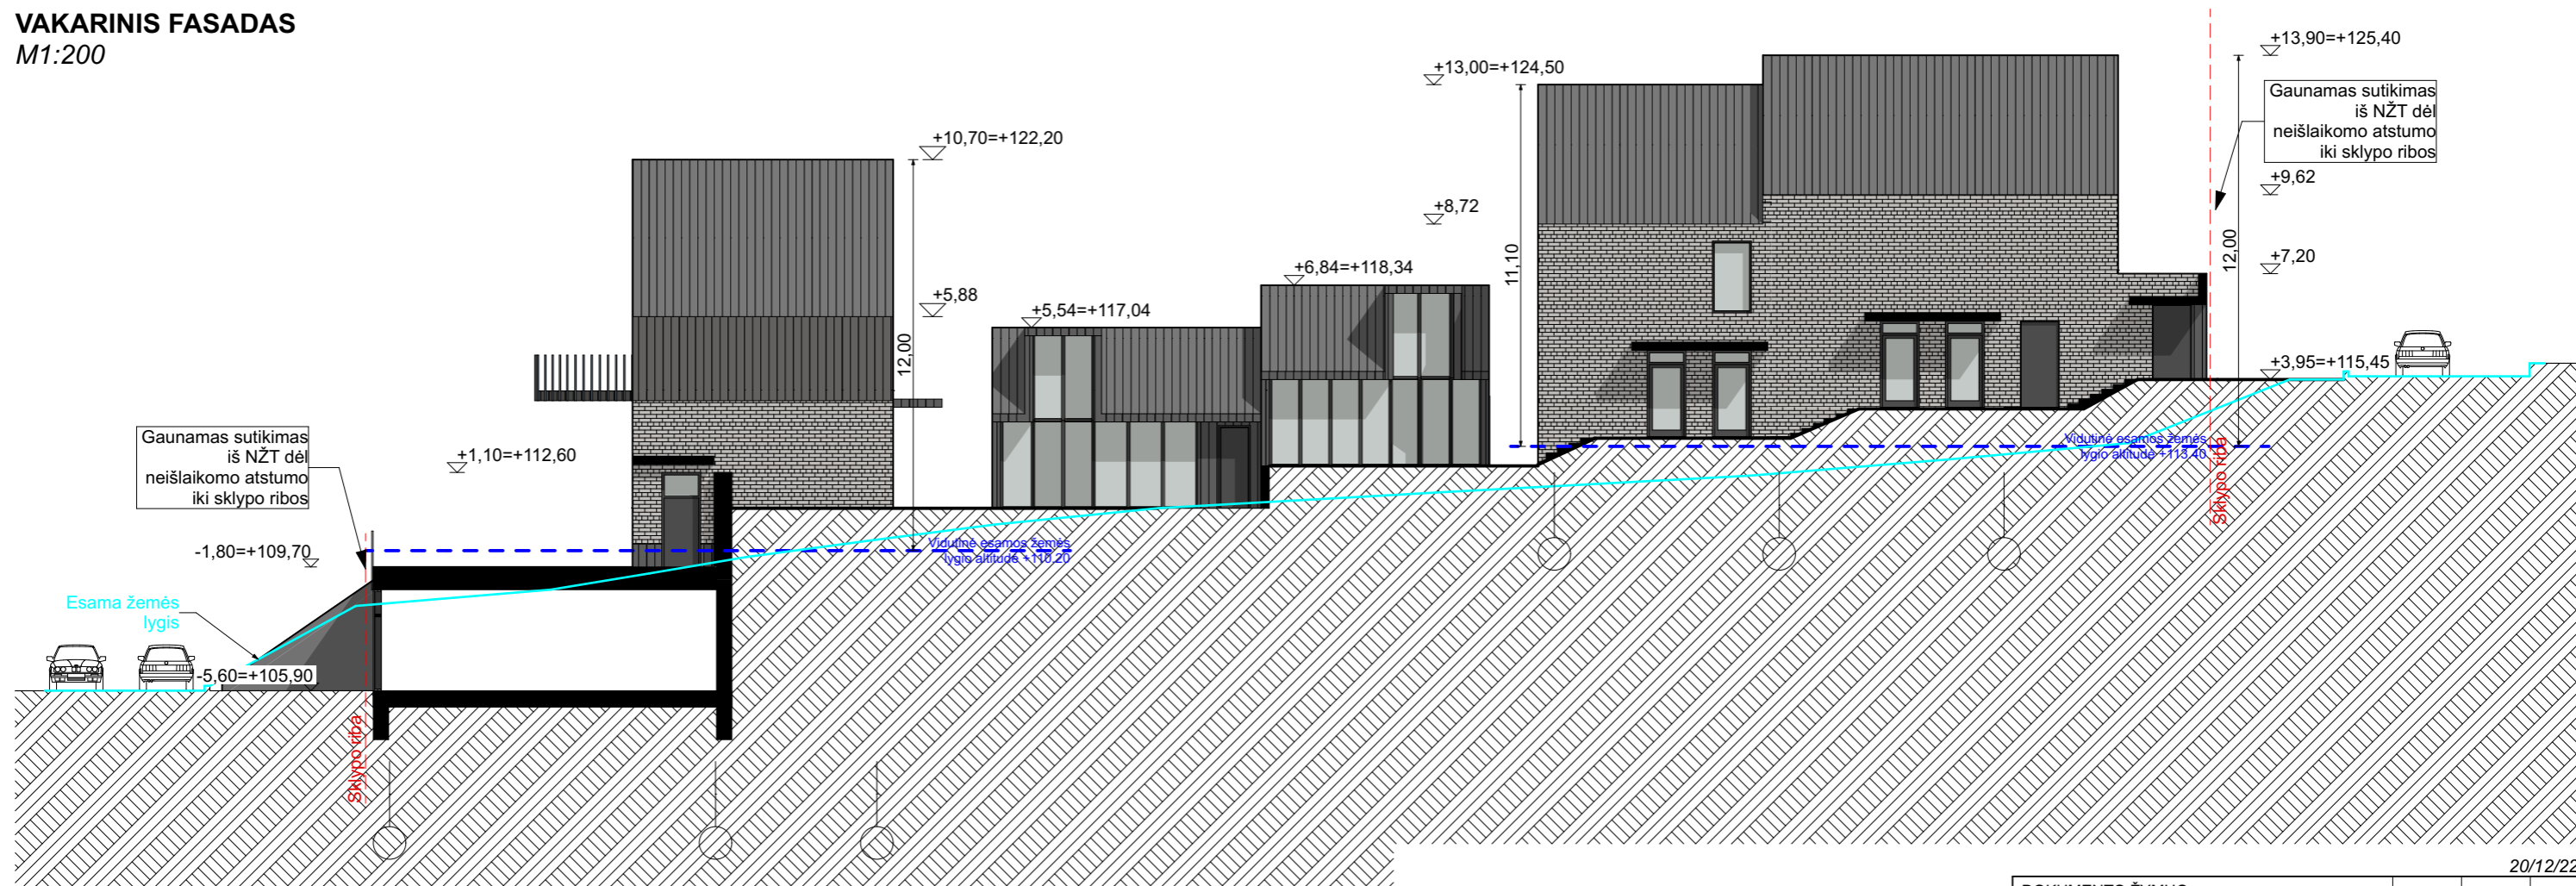 VAKARINIS FASADAS
M1:200
+13,90=+125,40
+13,00=+124,50
Gaunamas sutikimas
iš NŽT dėl
neišlaikomo atstumo
iki sklypo ribos
+10,70=+122,20
+9,62
+8,72
11,10
12,00
+7,20
+6,84=+118,34
+5,88
+5,54=+117,04
12,00
+3,95=+115,45
Gaunamas sutikimas
iš NŽT dėl
neišlaikomo atstumo
iki sklypo ribos
+1,10=+112,60
Vidutinė esamos žemės
lygio altitudė +113,40
Sklypo riba
-1,80=+109,70
Vidutinė esamos žemės
lygio altitudė +110,20
Esama žemės
lygis
-5,60=+105,90
Sklypo riba
20/12/22